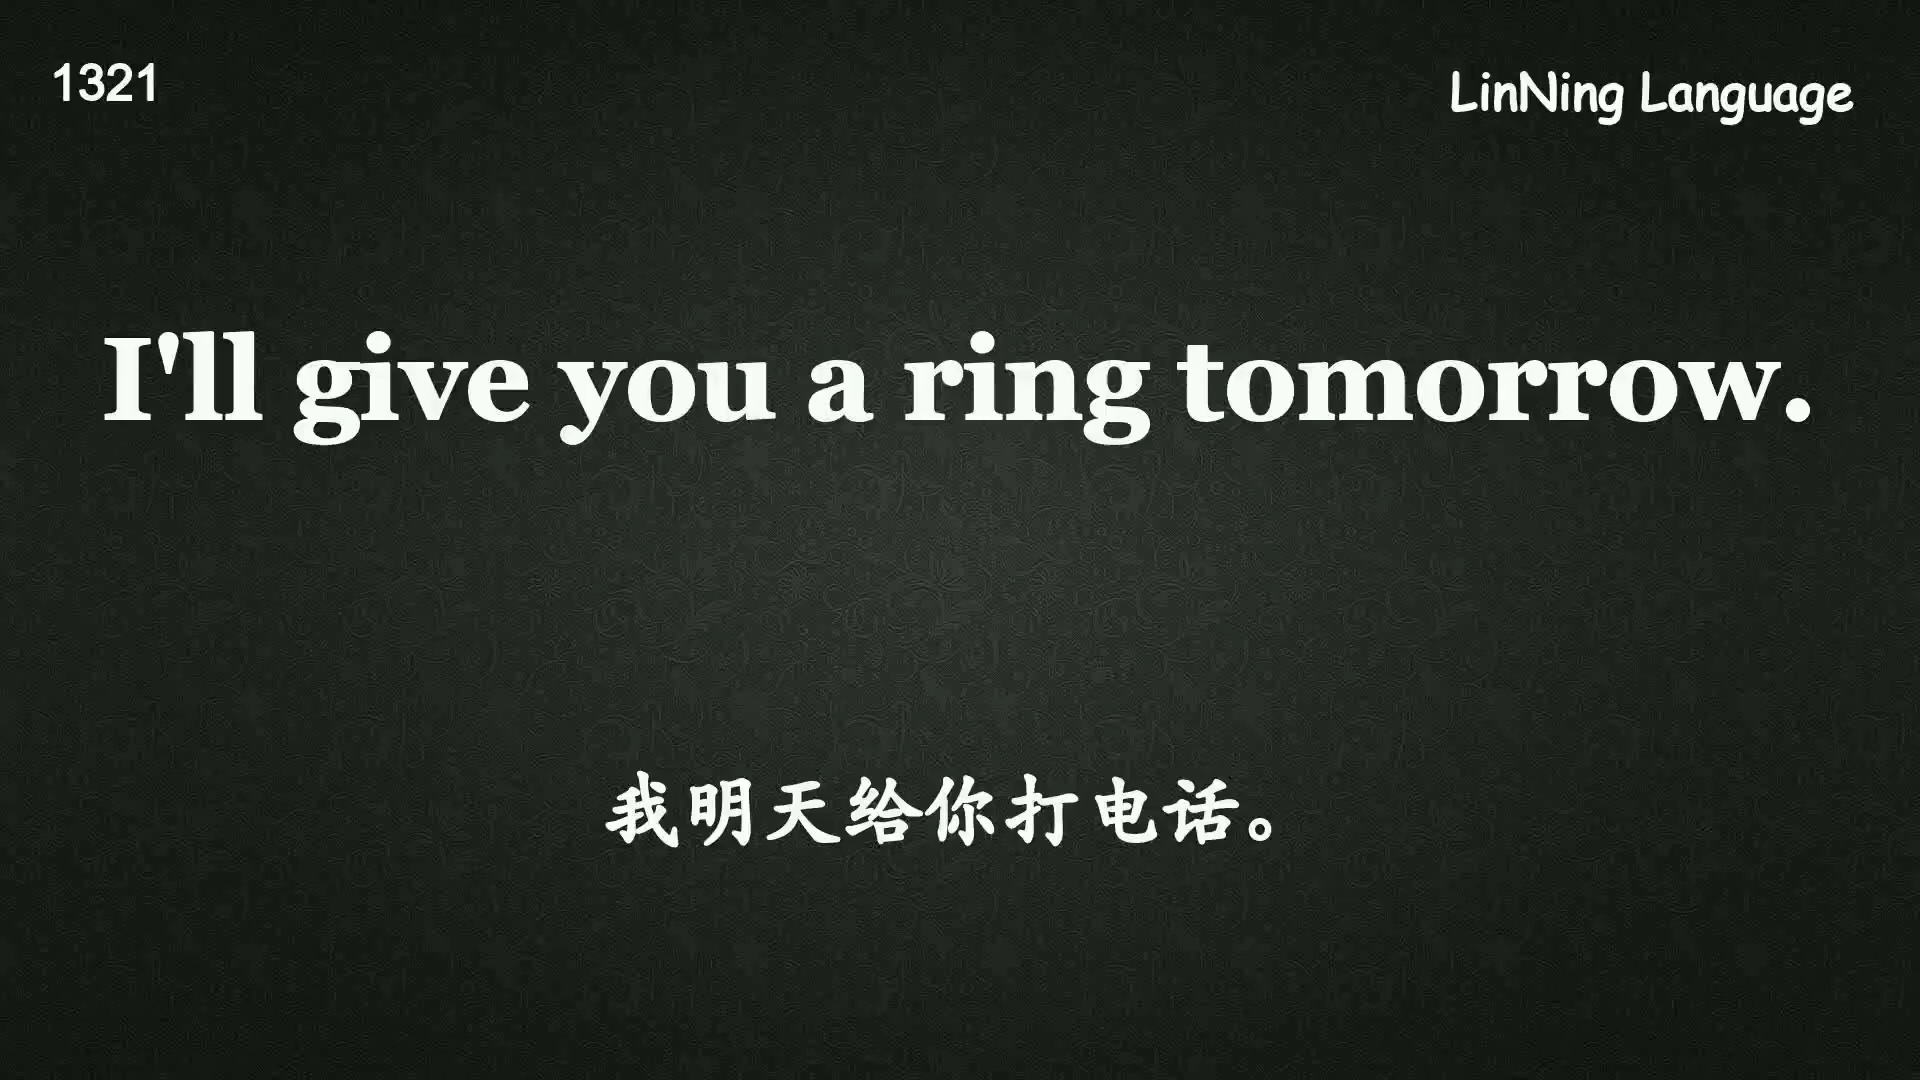 1321
LinNing Language
I'll give you a ring tomorrow.
我明天给你打电话。